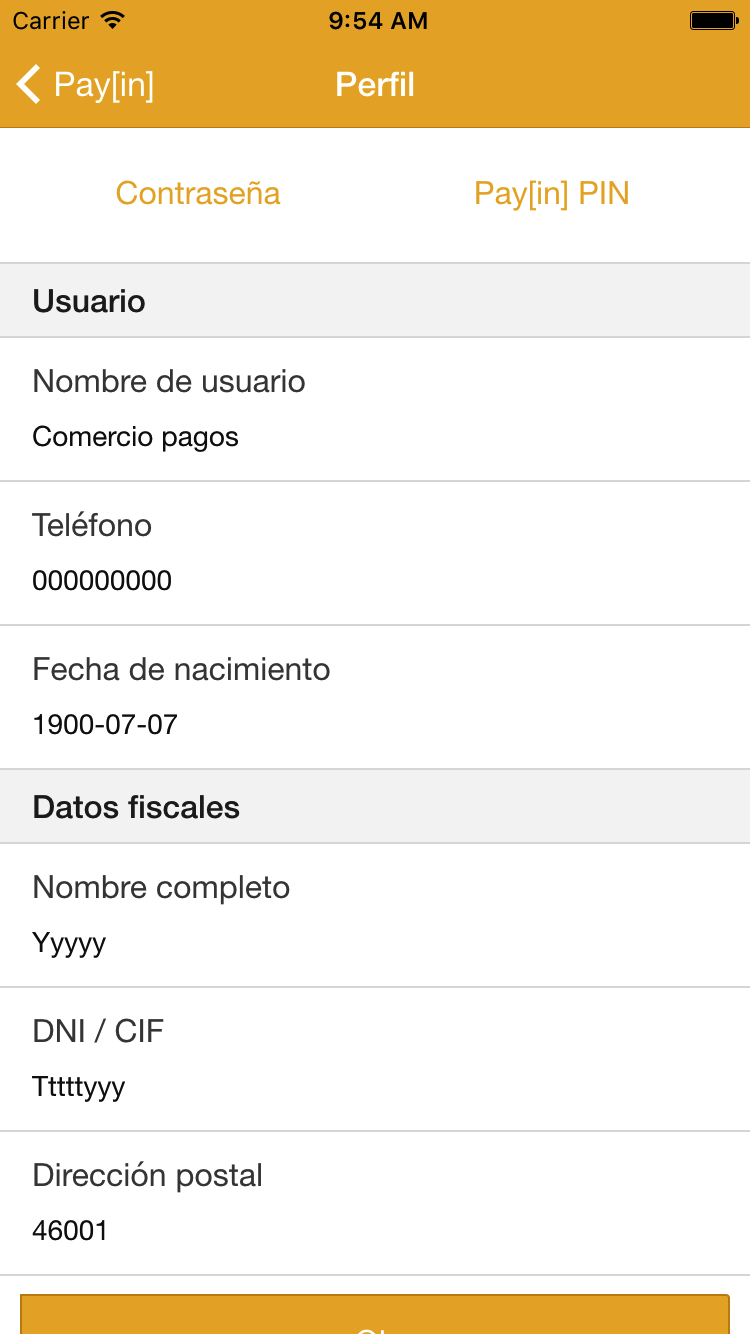 Carrier 9:54 AM
Pay[in] Perfil
Contraseña Pay[in] PIN
Usuario
Nombre de usuario
Comercio pagos
Teléfono
000000000
Fecha de nacimiento
1900-07-07
Datos fiscales
Nombre completo
Yyyyy
DNI / CIF
Tttttyyy
Dirección postal
46001